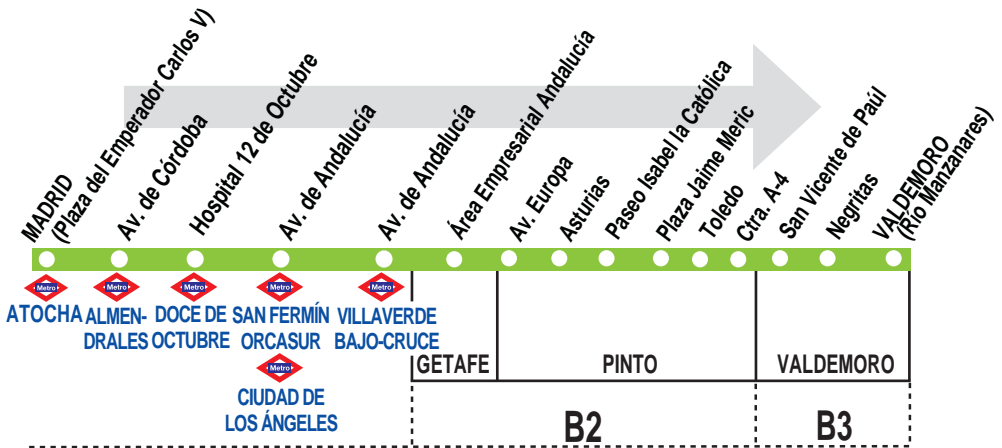 MADRID
(Plaza del Emperador Carlos V)
Av. de Córdoba
Hospital 12 de Octubre
Av. de Andalucía
Av. de Andalucía
Área Empresarial Andalucía
Av. Europa
Asturias
Paseo Isabel la Católica
Plaza Jaime Meric
Toledo
Ctra. A-4
San Vicente de Paúl
Negritas
VALDEMORO
(Río Manzanares)
Metro
Metro
Metro
Metro
Metro
ATOCHA
ALMEN-
DRALES
DOCE DE
OCTUBRE
SAN FERMÍN
ORCASUR
VILLAVERDE
BAJO-CRUCE
Metro
CIUDAD DE
LOS ÁNGELES
GETAFE
PINTO
VALDEMORO
B2
B3